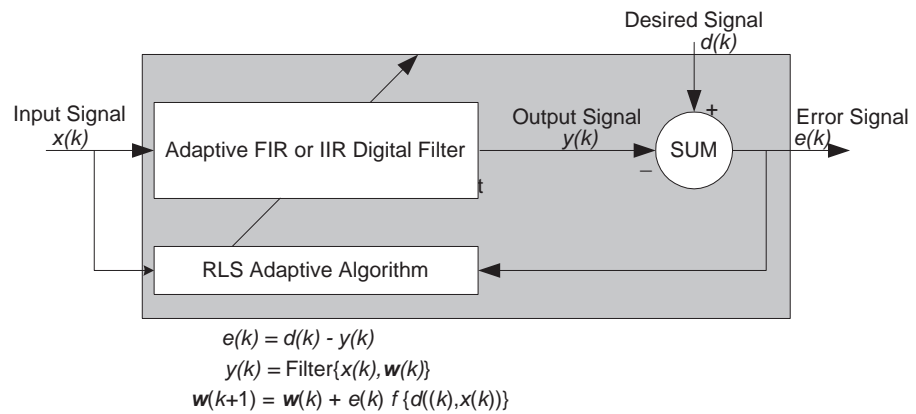 Desired Signal
d(k)
Input Signal
x(k)
Adaptive FIR or IIR Digital Filter
Output Signal
y(k)
+
SUM
−
Error Signal
e(k)
t
RLS Adaptive Algorithm
e(k) = d(k) - y(k)
y(k) = Filter{x(k),w(k)}
w(k+1) = w(k) + e(k) f {d((k),x(k))}